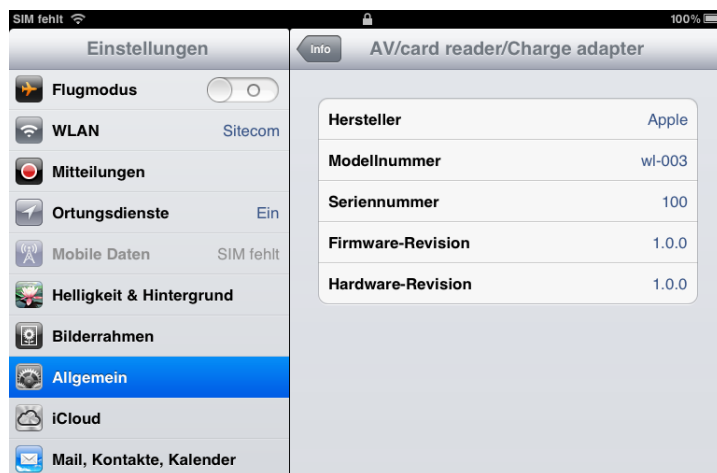 SIM fehlt
100%
Einstellungen
Info
AV/card reader/Charge adapter
Flugmodus
WLAN Sitecom
Mitteilungen
Ortungsdienste Ein
Mobile Daten SIM fehlt
Helligkeit & Hintergrund
Bilderrahmen
Allgemein
iCloud
Mail, Kontakte, Kalender
Hersteller Apple
Modellnummer wl-003
Seriennummer 100
Firmware-Revision 1.0.0
Hardware-Revision 1.0.0